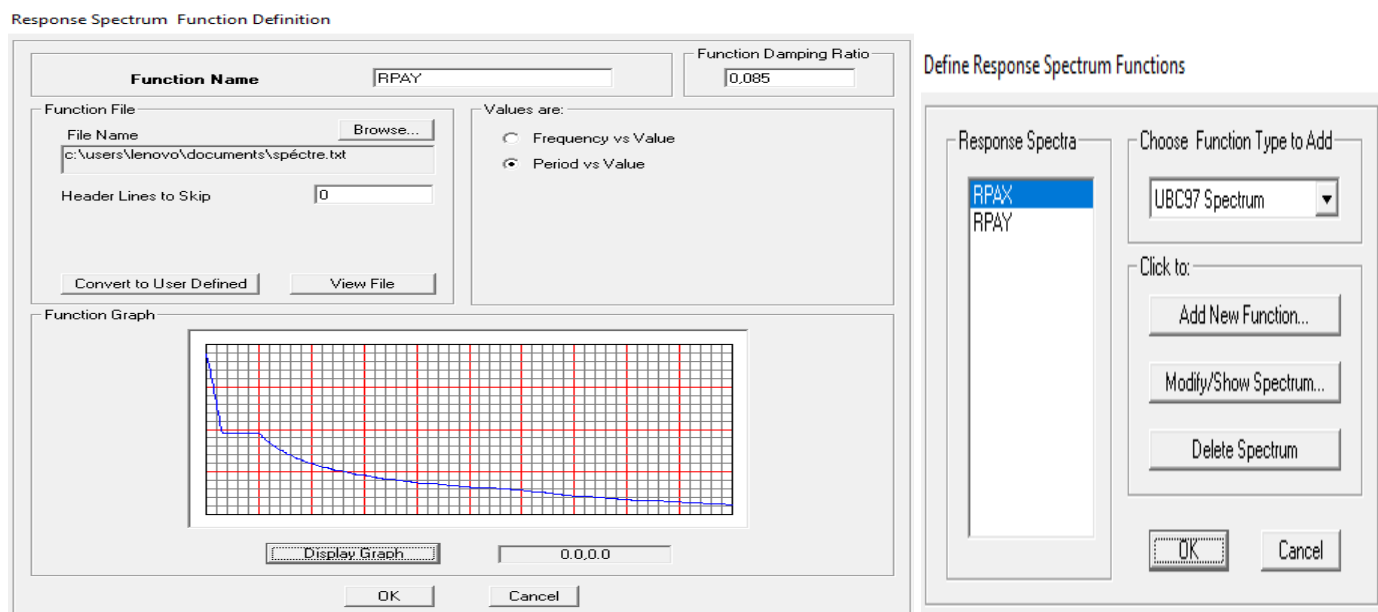 Response Spectrum Function Definition
Function Name
RPAY
Function Damping Ratio
0,085
Function File
File Name
Browse...
c:\users\lenovo\documents\spéctre.txt
Header Lines to Skip
0
Convert to User Defined
View File
Values are:
Frequency vs Value
Period vs Value
Function Graph
Display Graph
0.0,0.0
OK
Cancel
Define Response Spectrum Functions
Response Spectra
RPAX
RPAY
Choose Function Type to Add
UBC97 Spectrum
Click to:
Add New Function...
Modify/Show Spectrum...
Delete Spectrum
OK
Cancel